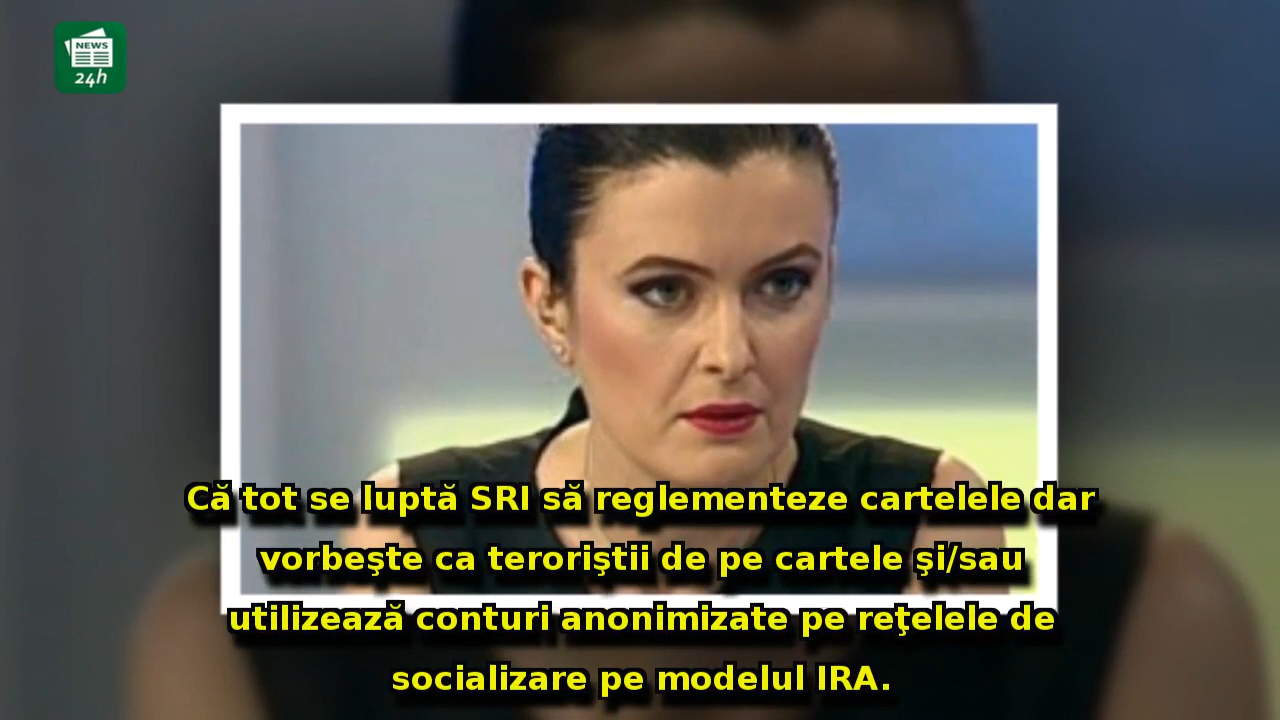 NEWS
24h
Că tot se luptă SRI să reglementeze cartelele dar
vorbeşte ca teroriştii de pe cartele şi/sau
utilizează conturi anonimizate pe reţelele de
socializare pe modelul IRA.